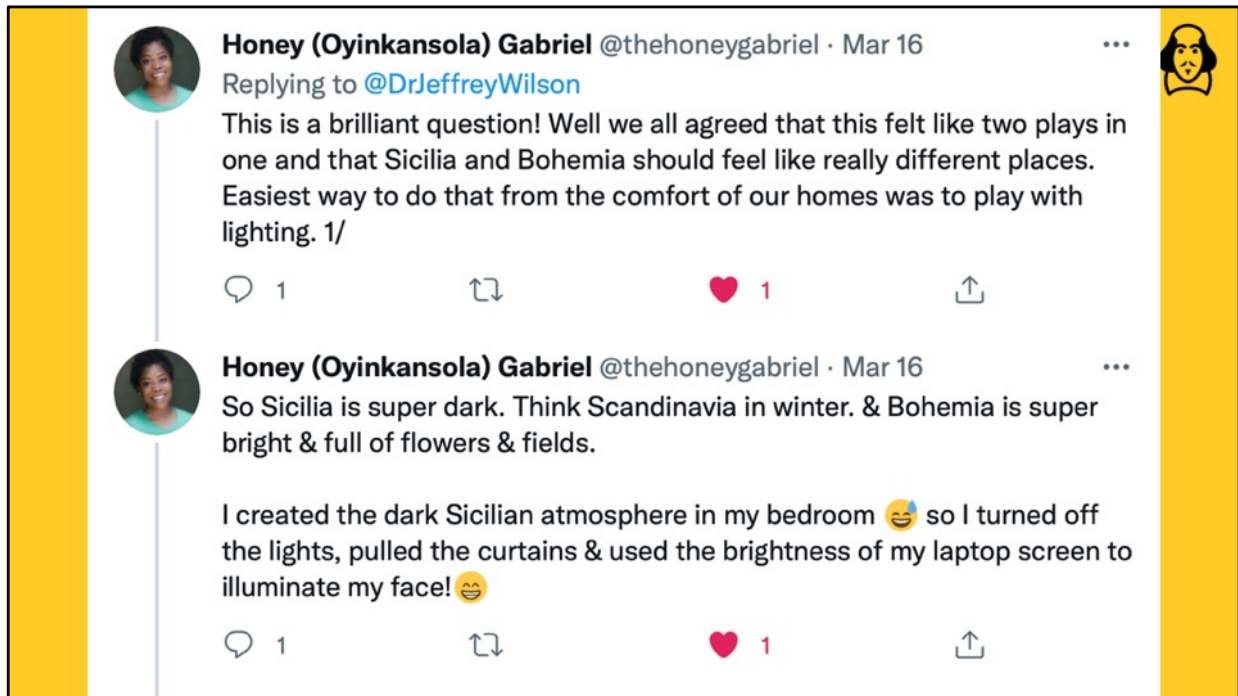 Honey (Oyinkansola) Gabriel @thehoneygabriel · Mar 16
Replying to @DrJeffreyWilson
This is a brilliant question! Well we all agreed that this felt like two plays in
one and that Sicilia and Bohemia should feel like really different places.
Easiest way to do that from the comfort of our homes was to play with
lighting. 1/
1 1
Honey (Oyinkansola) Gabriel @thehoneygabriel · Mar 16
So Sicilia is super dark. Think Scandinavia in winter. & Bohemia is super
bright & full of flowers & fields.
I created the dark Sicilian atmosphere in my bedroom 😅 so I turned off
the lights, pulled the curtains & used the brightness of my laptop screen to
illuminate my face!😄
1 1